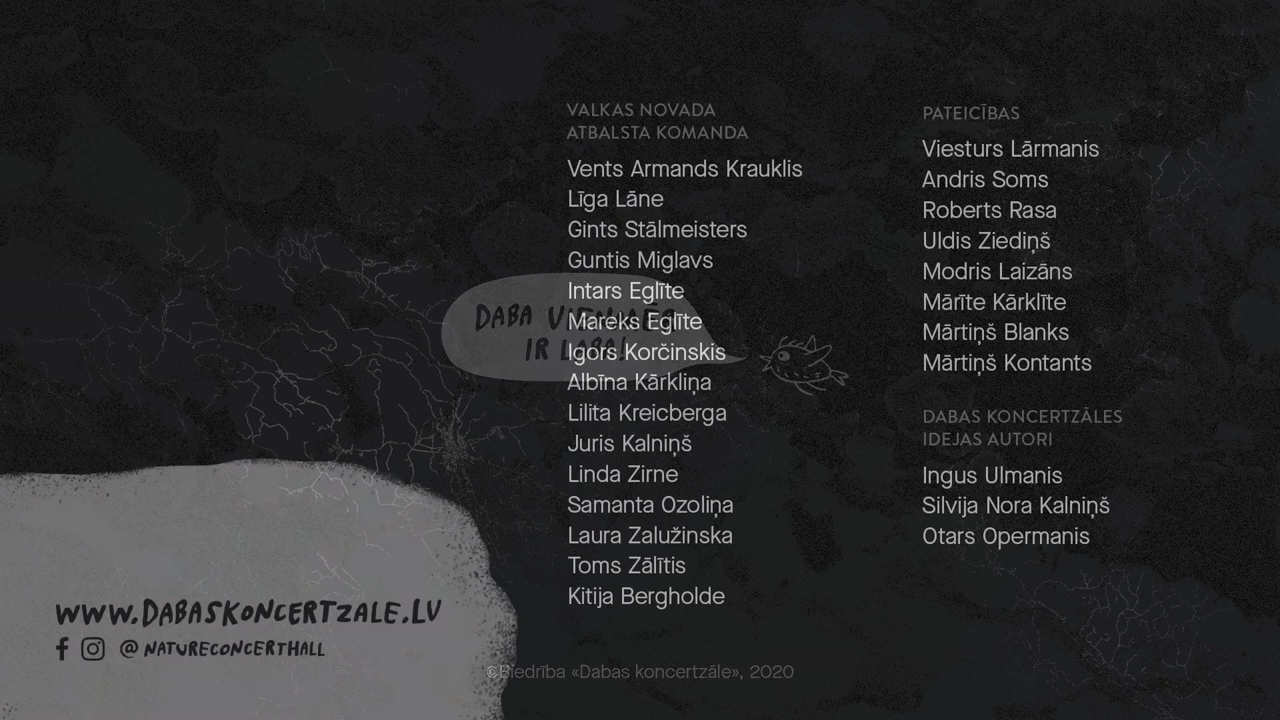 VALKAS NOVADA
ATBALSTA KOMANDA
Vents Armands Krauklis
Līga Lāne
Gints Stālmeisters
Guntis Miglavs
Intars Eglīte
Mareks Eglīte
Igors Korčinskis
Albīna Kārkliņa
Lilita Kreicberga
Juris Kalniņš
Linda Zirne
Samanta Ozoliņa
Laura Zalužinska
Toms Zālītis
Kitija Bergholde
PATEICĪBAS
Viesturs Lārmanis
Andris Soms
Roberts Rasa
Uldis Ziediņš
Modris Laizāns
Mārīte Kārklīte
Mārtiņš Blanks
Mārtiņš Kontants
DABAS KONCERTZĀLES
IDEJAS AUTORI
Ingus Ulmanis
Silvija Nora Kalniņš
Otars Opermanis
DABA
IR
WWW.DABASKONCERTZALE.LV
@NATURECONCERTHALL
©Biedrība «Dabas koncertzāle», 2020